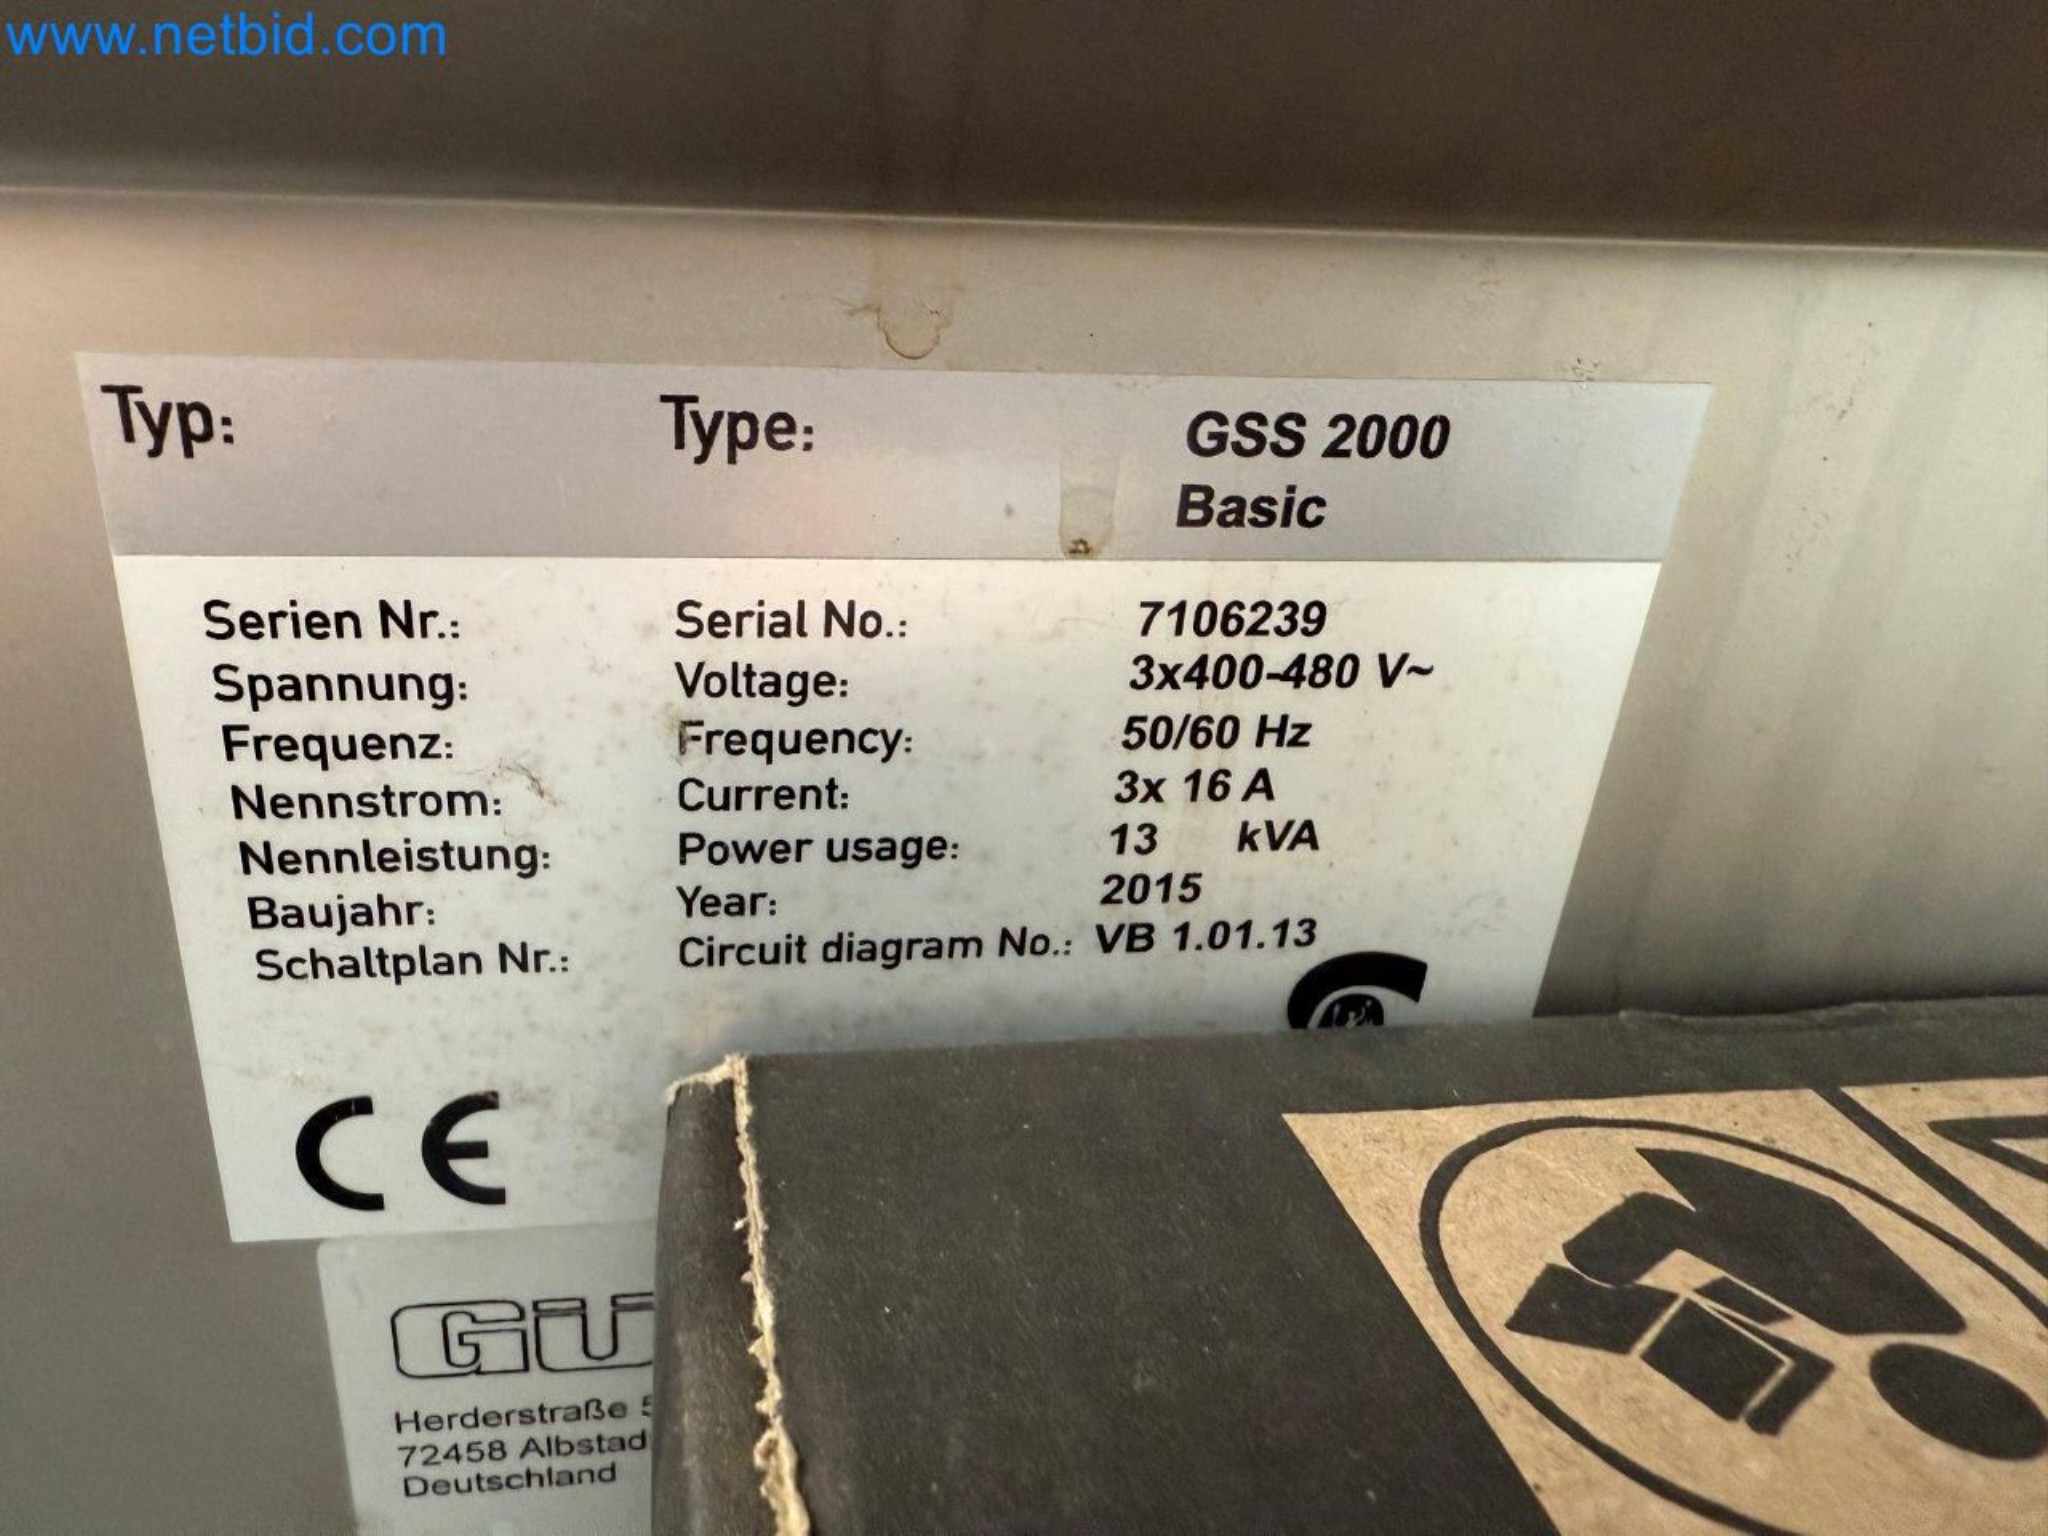 www.netbid.com
Typ: Type: GSS 2000
Basic
Serien Nr.: Serial No.: 7106239
Spannung: Voltage: 3x400-480 V~
Frequenz: Frequency: 50/60 Hz
Nennstrom: Current: 3x 16 A
Nennleistung: Power usage: 13 kVA
Baujahr: Year: 2015
Schaltplan Nr.: Circuit diagram No.: VB 1.01.13
CE
Herderstraße
72458
Deutschland